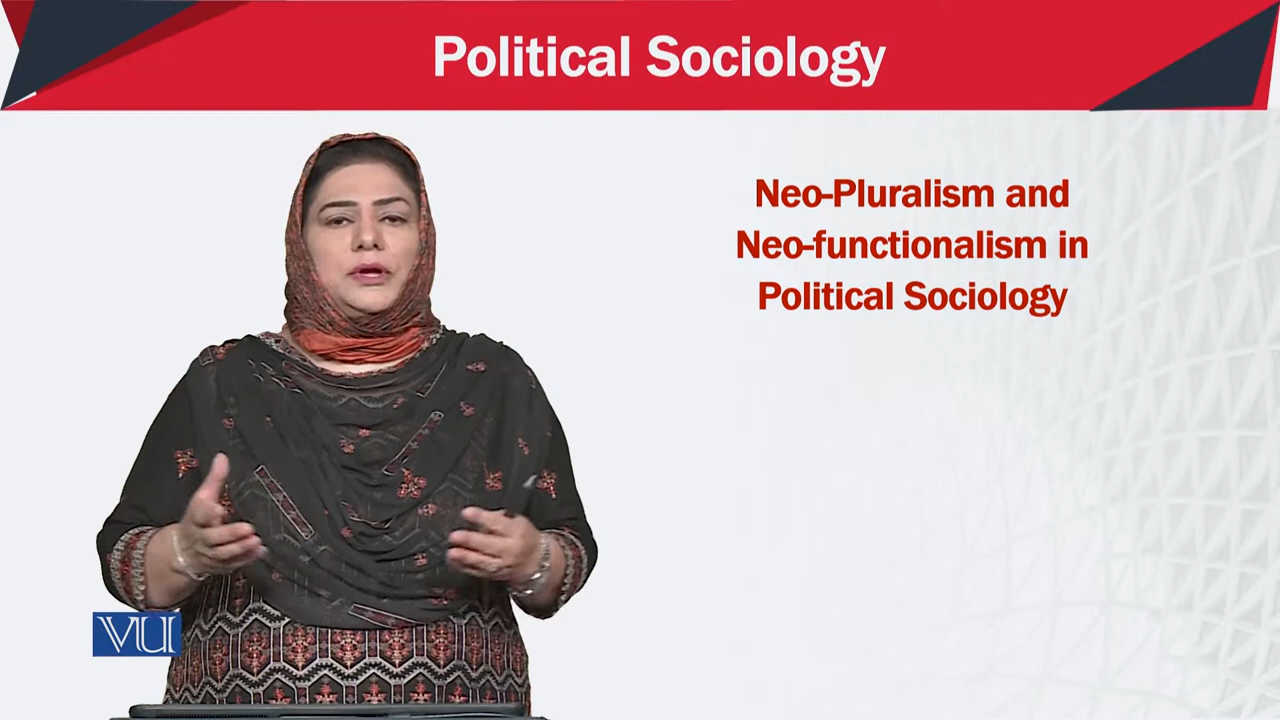 Political Sociology
Neo-Pluralism and
Neo-functionalism in
Political Sociology
VU